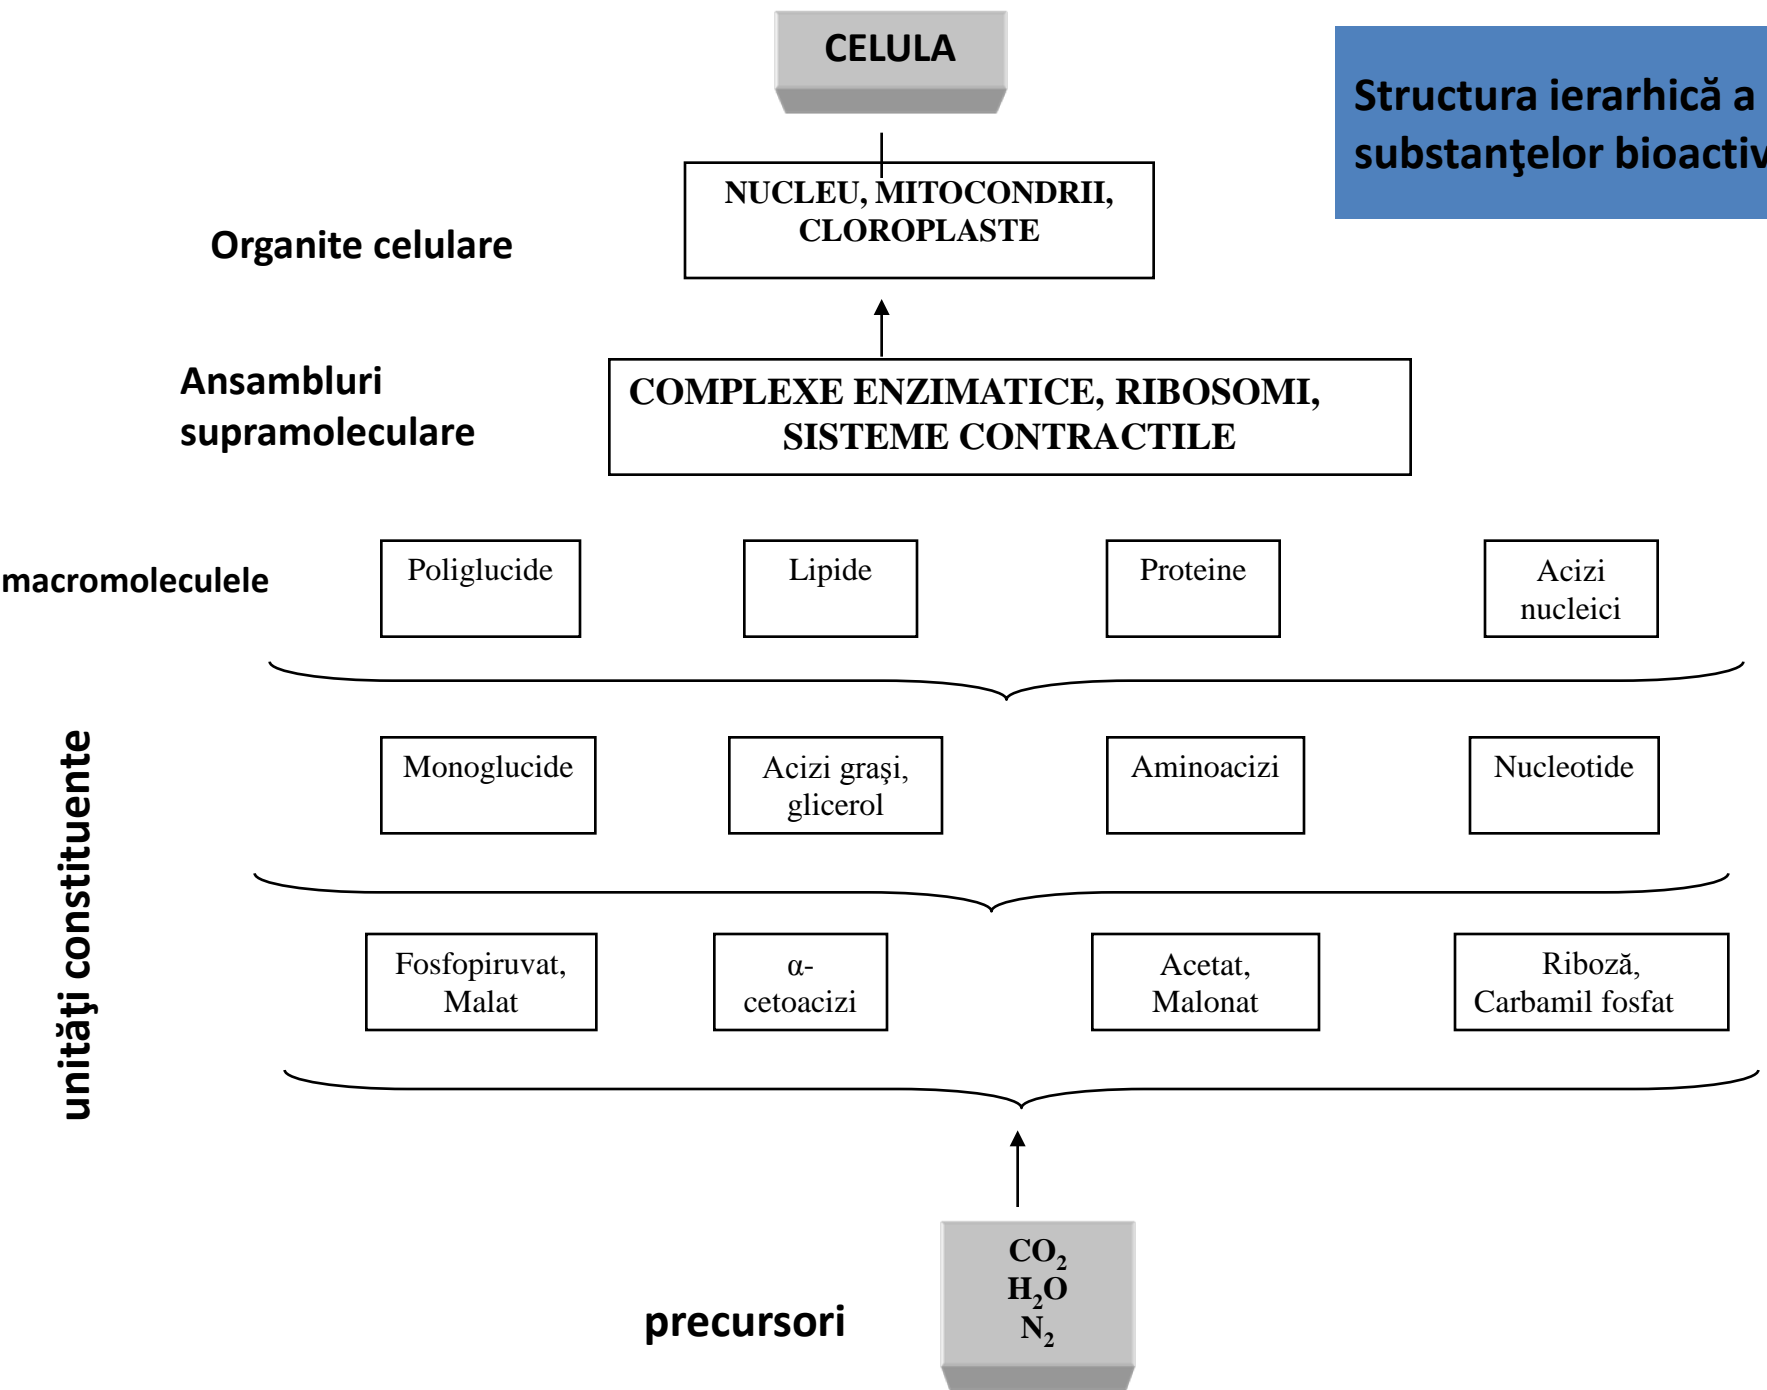 CELULA
Structura ierarhică a
substanţelor bioactiv
NUCLEU, MITOCONDRII,
CLOROPLASTE
Organite celulare
Ansambluri
supramoleculare
COMPLEXE ENZIMATICE, RIBOSOMI,
SISTEME CONTRACTILE
macromoleculele
Poliglucide
Lipide
Proteine
Acizi
nucleici
unităţi constituente
Monoglucide
Acizi graşi,
glicerol
Aminoacizi
Nucleotide
Fosfopiruvat,
Malat
α-
cetoacizi
Acetat,
Malonat
Riboză,
Carbamil fosfat
precursori
CO₂
H₂O
N₂